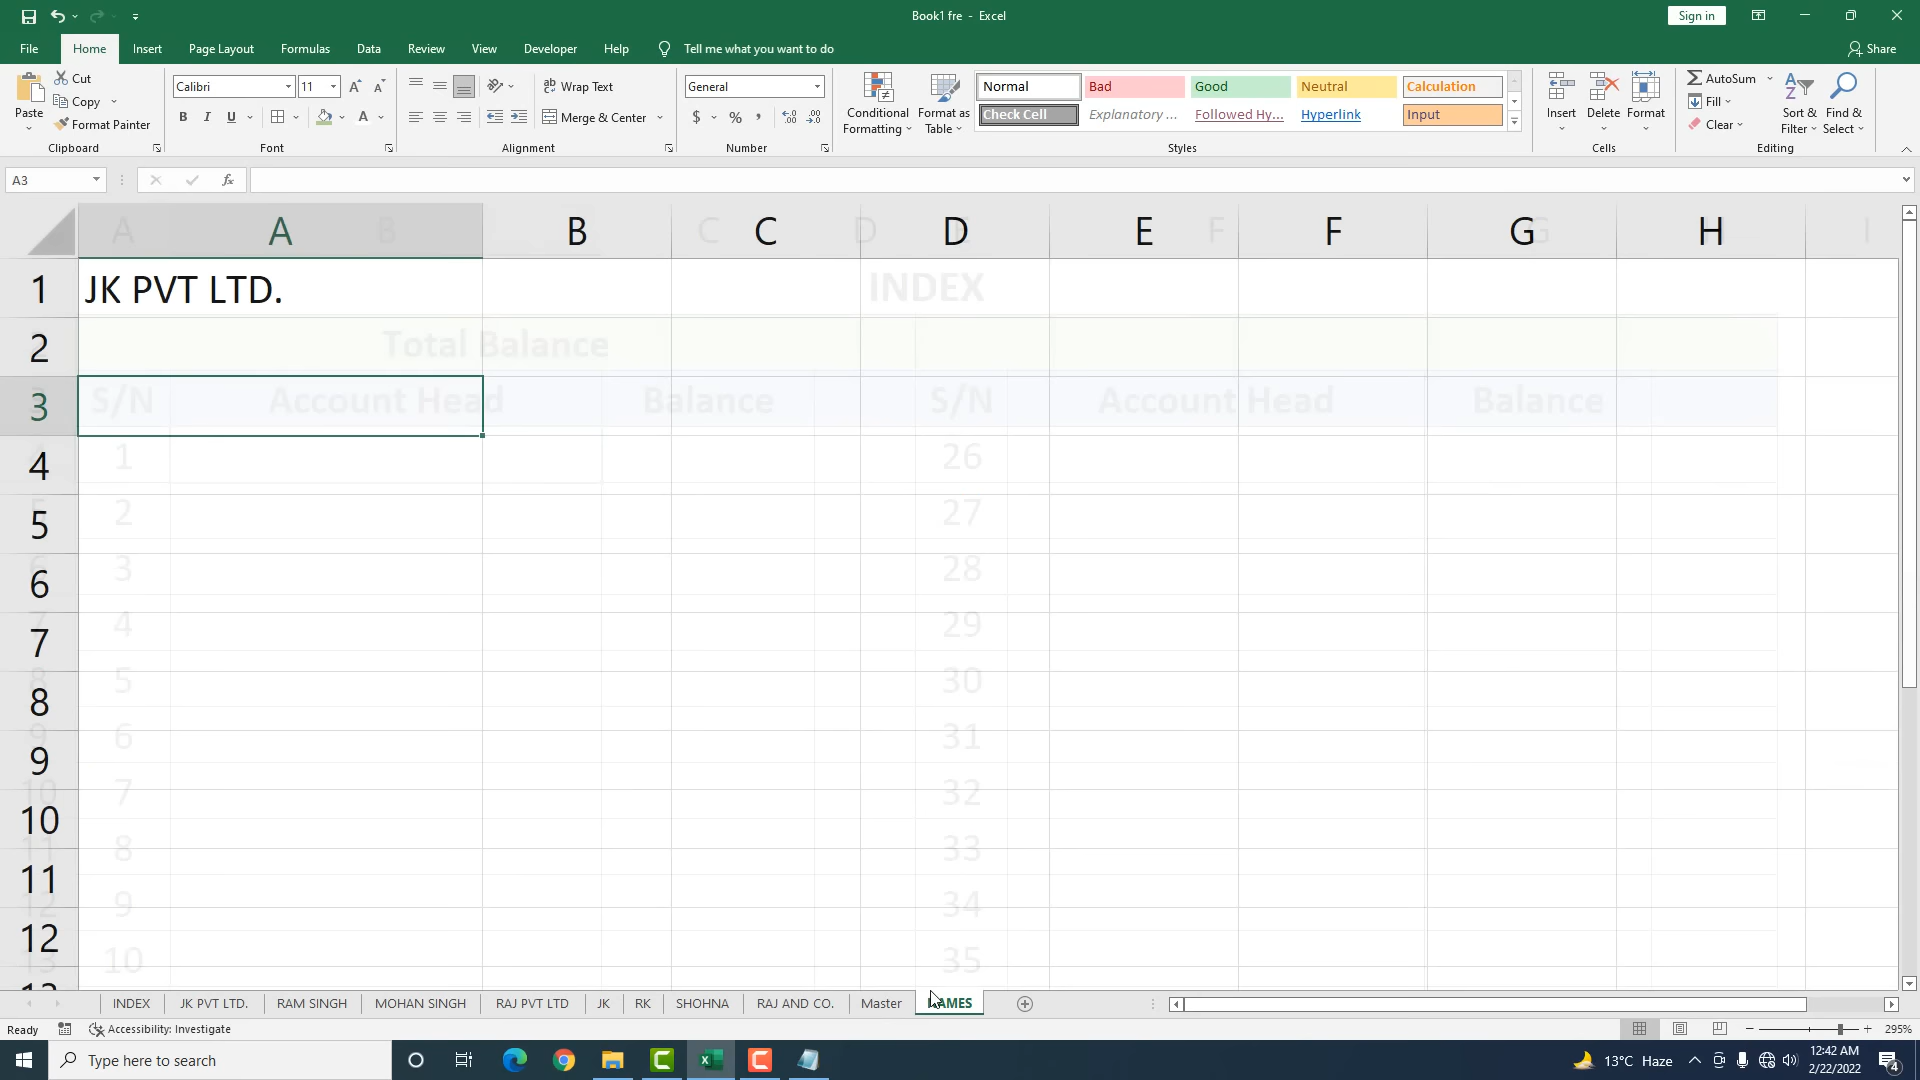 Book1 fre - Excel
Sign in
File Home Insert Page Layout Formulas Data Review View Developer Help Tell me what you want to do Share
Paste
Cut
Copy
Format Painter
Clipboard
Calibri 11
B I U
Font
Wrap Text
Merge & Center
Alignment
General
$ % ,
Number
Conditional Formatting
Format as Table
Normal Bad Good Neutral Calculation
Check Cell Explanatory ... Followed Hy... Hyperlink Input
Styles
Insert Delete Format
Cells
AutoSum
Fill
Clear
Sort & Filter
Find & Select
Editing
A3
fx
A B C D E F G H
A B C D F G I
1 JK PVT LTD. INDEX
2 Total Balance
3 S/N Account Head Balance S/N Account Head Balance
4 1 26
5 2 27
6 3 28
7 4 29
8 5 30
9 6 31
10 7 32
11 8 33
12 9 34
10 35
INDEX JK PVT LTD. RAM SINGH MOHAN SINGH RAJ PVT LTD JK RK SHOHNA RAJ AND CO. Master
Ready Accessibility: Investigate 295%
Type here to search
13°C Haze
12:42 AM
2/22/2022
4